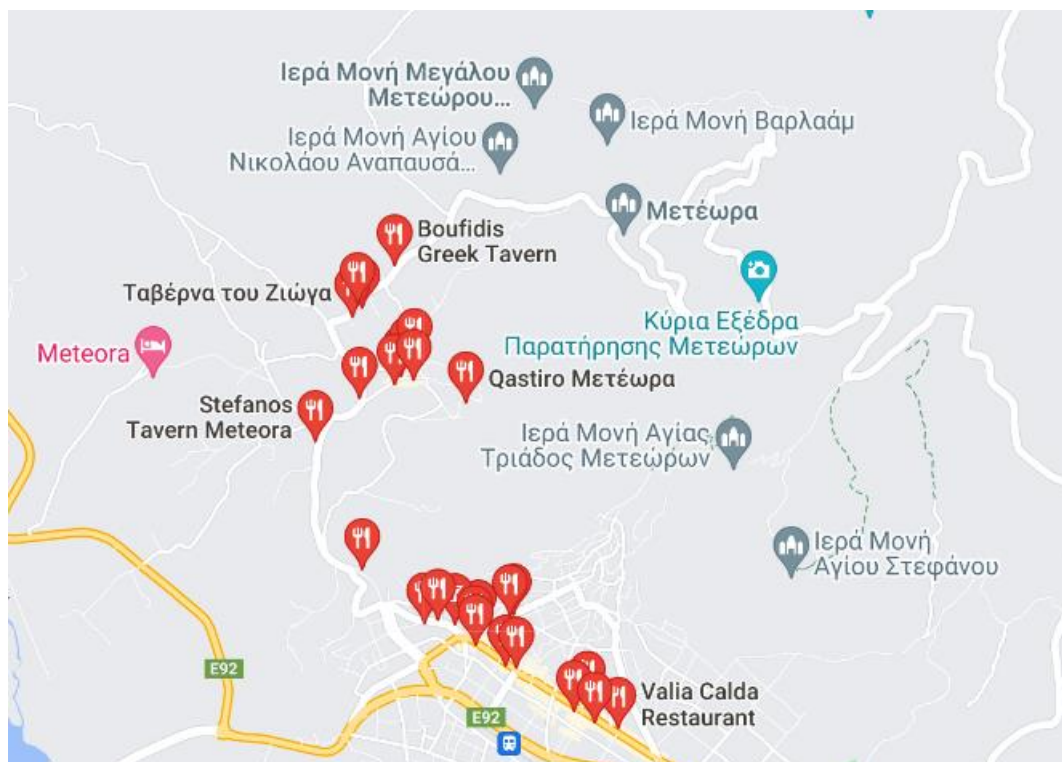 Ιερά Μονή Μεγάλου
Μετεώρου...
Ιερά Μονή Βαρλαάμ
Ιερά Μονή Αγίου
Νικολάου Αναπαυσά...
Μετέωρα
Boufidis
Greek Tavern
Ταβέρνα του Ζιώγα
Κύρια Εξέδρα
Παρατήρησης Μετεώρων
Meteora
Qastiro Μετέωρα
Stefanos
Tavern Meteora
Ιερά Μονή Αγίας
Τριάδος Μετεώρων
Ιερά Μονή
Αγίου Στεφάνου
E92
Valia Calda
Restaurant
E92